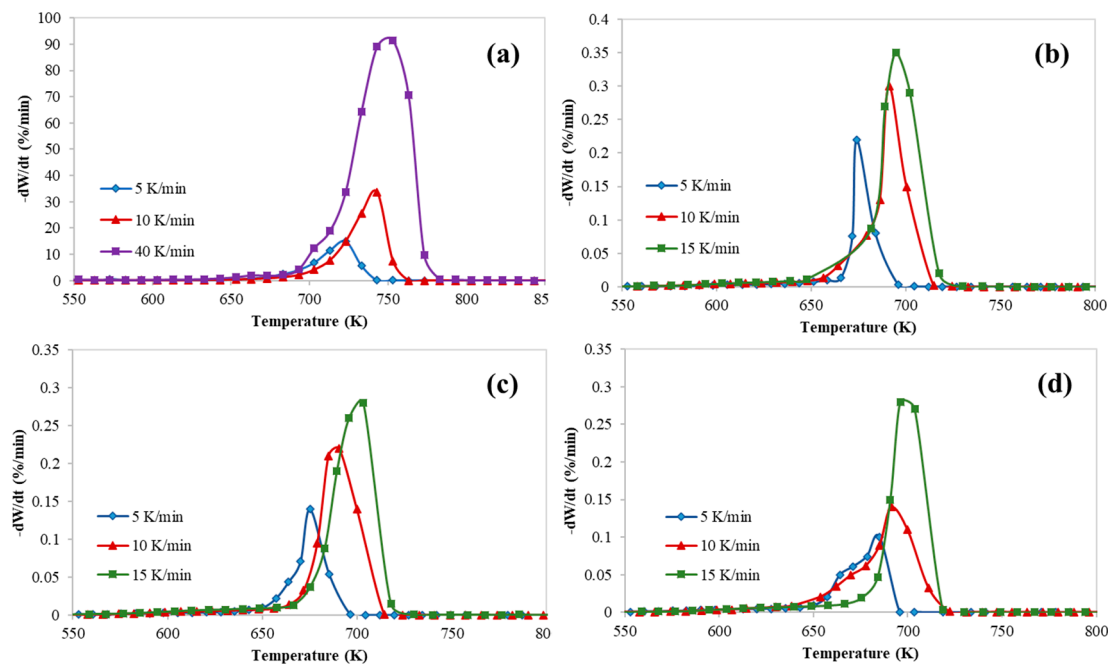 (a)
-dW/dt (%/min)
100
90
80
70
60
50
40
30
20
10
0
5 K/min
10 K/min
40 K/min
550 600 650 700 750 800 85
Temperature (K)
(b)
-dW/dt (%/min)
0.4
0.35
0.3
0.25
0.2
0.15
0.1
0.05
0
5 K/min
10 K/min
15 K/min
550 600 650 700 750 800
Temperature (K)
(c)
-dW/dt (%/min)
0.35
0.3
0.25
0.2
0.15
0.1
0.05
0
5 K/min
10 K/min
15 K/min
550 600 650 700 750 80
Temperature (K)
(d)
-dW/dt (%/min)
0.35
0.3
0.25
0.2
0.15
0.1
0.05
0
5 K/min
10 K/min
15 K/min
550 600 650 700 750 800
Temperature (K)